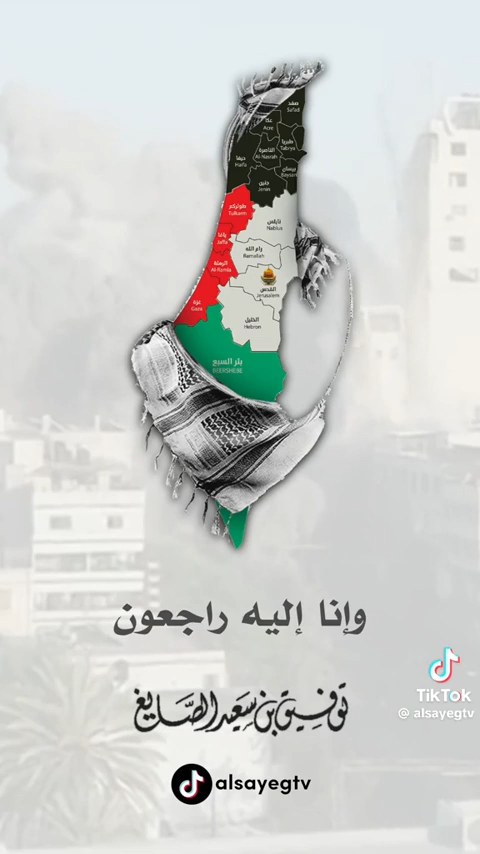 صفد
Safad
عكا
Acre
طبريا
Tabrya
الناصرة
Al-Nasrah
حيفا
Haifa
بيسان
Baysan
جنين
Jenin
طولكرم
Tulkarm
نابلس
Nablus
يافا
Jaffa
رام الله
Ramallah
الرملة
Al-Ramla
القدس
Jerusalem
غزة
Gaza
الخليل
Hebron
بئر السبع
BEERSHEBE
وإنا إليه راجعون
توفيق بن سعيد الصايغ
TikTok
@alsayegtv
alsayegtv